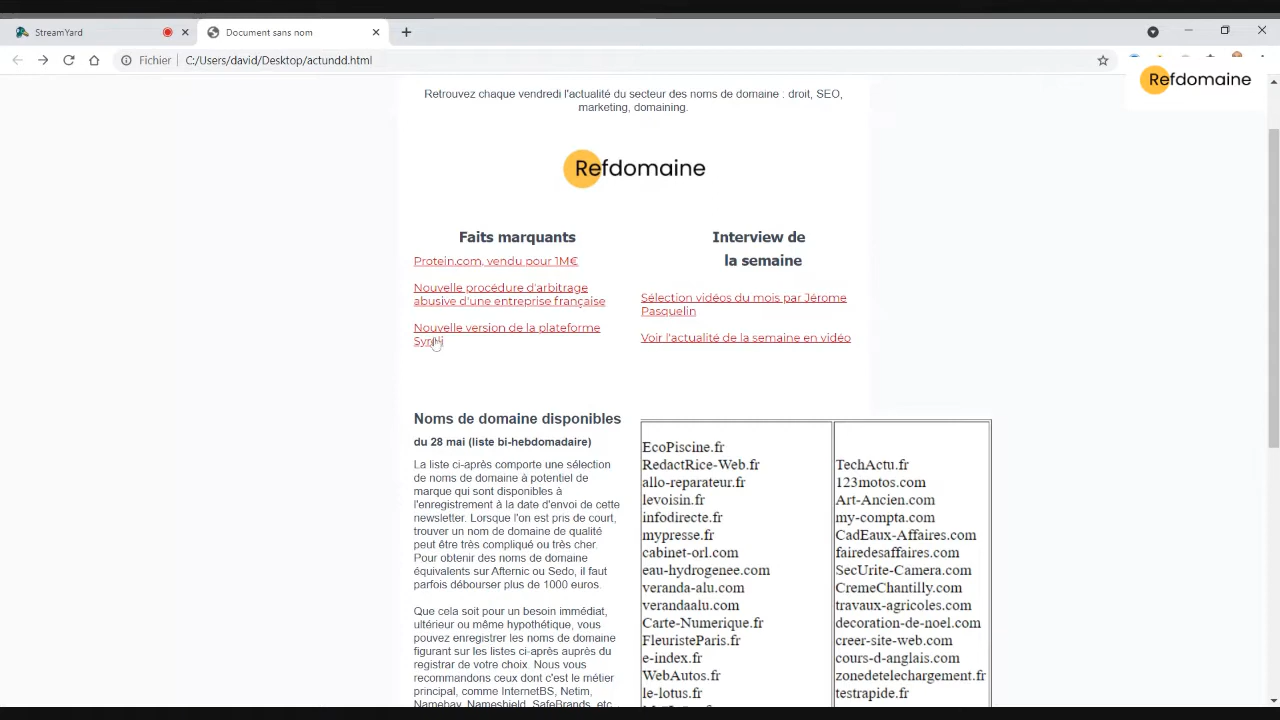 StreamYard
Document sans nom
Fichier
C:/Users/david/Desktop/actundd.html
Refdomaine
Retrouvez chaque vendredi l'actualité du secteur des noms de domaine : droit, SEO,
marketing, domaining.
Refdomaine
Faits marquants
Protein.com, vendu pour 1M€
Nouvelle procédure d'arbitrage
abusive d'une entreprise française
Nouvelle version de la plateforme
Interview de
la semaine
Sélection vidéos du mois par Jérome
Pasquelin
Voir l'actualité de la semaine en vidéo
Noms de domaine disponibles
du 28 mai (liste bi-hebdomadaire)
La liste ci-après comporte une sélection
de noms de domaine à potentiel de
marque qui sont disponibles à
l'enregistrement à la date d'envoi de cette
newsletter. Lorsque l'on est pris de court,
trouver un nom de domaine de qualité
peut être très compliqué ou très cher.
Pour obtenir des noms de domaine
équivalents sur Afternic ou Sedo, il faut
parfois débourser plus de 1000 euros.
Que cela soit pour un besoin immédiat,
ultérieur ou même hypothétique, vous
pouvez enregistrer les noms de domaine
figurant sur les listes ci-après auprès du
registrar de votre choix. Nous vous
recommandons ceux dont c'est le métier
principal, comme InternetBS, Netim,
Namebay, Nameshield, SafeBrands, etc.
EcoPiscine.fr
RedactRice-Web.fr
allo-reparateur.fr
levoisin.fr
infodirecte.fr
mypresse.fr
cabinet-orl.com
eau-hydrogenee.com
veranda-alu.com
verandaalu.com
Carte-Numerique.fr
FleuristeParis.fr
e-index.fr
WebAutos.fr
le-lotus.fr
TechActu.fr
123motos.com
Art-Ancien.com
my-compta.com
CadEaux-Affaires.com
fairedesaffaires.com
SecUrite-Camera.com
CremeChantilly.com
travaux-agricoles.com
decoration-de-noel.com
creer-site-web.com
cours-d-anglais.com
zonedetelechargement.fr
testrapide.fr